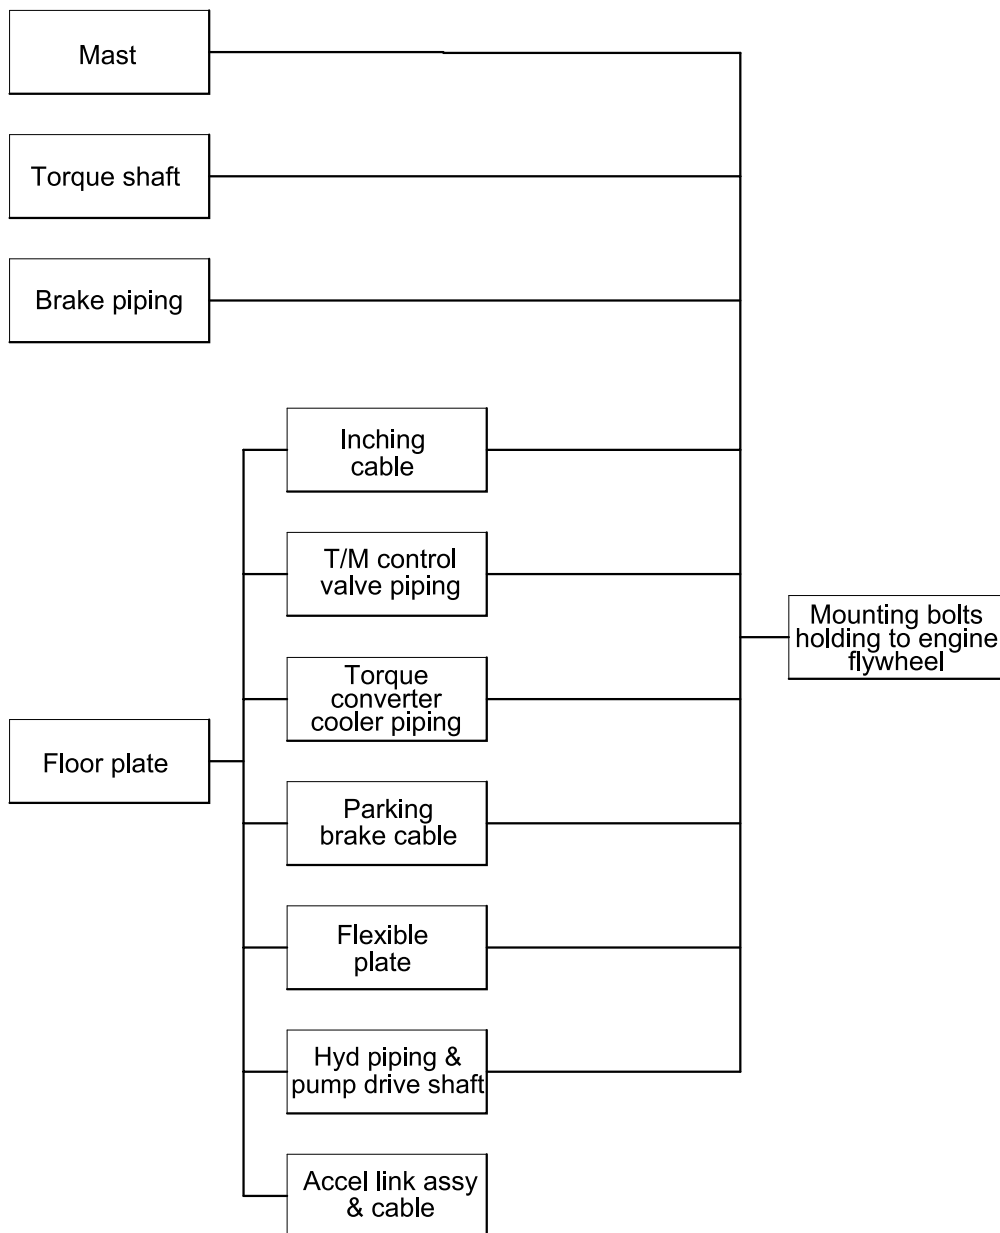 Mast
Torque shaft
Brake piping
Inching
cable
T/M control
valve piping
Mounting bolts
holding to engine
flywheel
Torque
converter
cooler piping
Floor plate
Parking
brake cable
Flexible
plate
Hyd piping &
pump drive shaft
Accel link assy
& cable